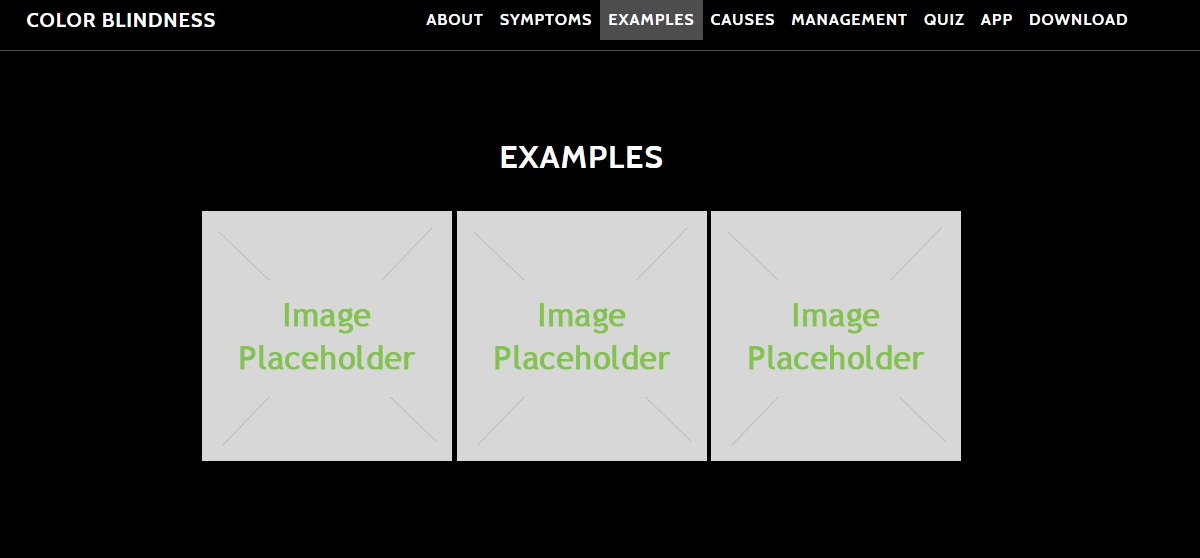 COLOR BLINDNESS
ABOUT SYMPTOMS EXAMPLES CAUSES MANAGEMENT QUIZ APP DOWNLOAD
EXAMPLES
Image
Placeholder
Image
Placeholder
Image
Placeholder